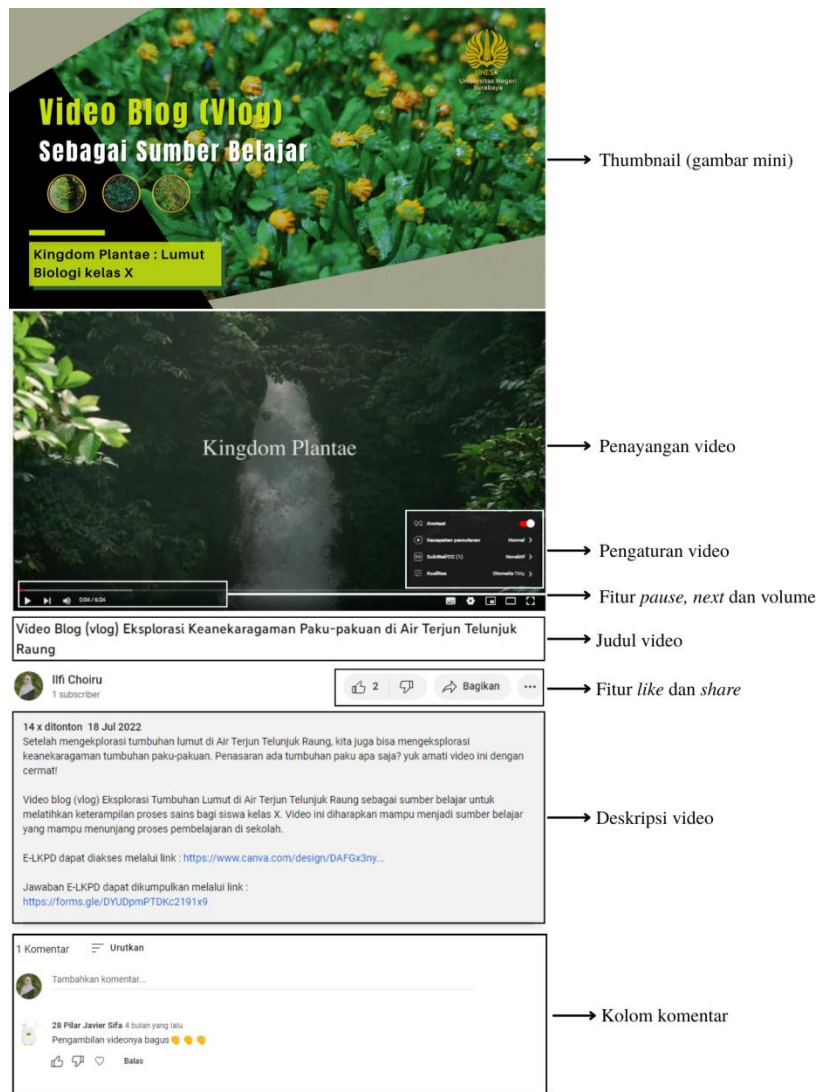 UNESA
Universitas Negeri
Surabaya
Video Blog (Vlog)
Sebagai Sumber Belajar
Kingdom Plantae : Lumut
Biologi kelas X
Thumbnail (gambar mini)
Kingdom Plantae
Penayangan video
Anotasi
Kecepatan pemutaran Normal >
Subtitel/CC (1) Nonaktif >
Kualitas Otomatis 720p >
Pengaturan video
0:04 / 6:24
Fitur pause, next dan volume
Video Blog (vlog) Eksplorasi Keanekaragaman Paku-pakuan di Air Terjun Telunjuk
Raung
Judul video
Ilfi Choiru
1 subscriber
2
Bagikan
...
Fitur like dan share
14 x ditonton 18 Jul 2022
Setelah mengekplorasi tumbuhan lumut di Air Terjun Telunjuk Raung, kita juga bisa mengeksplorasi
keanekaragaman tumbuhan paku-pakuan. Penasaran ada tumbuhan paku apa saja? yuk amati video ini dengan
cermat!
Video blog (vlog) Eksplorasi Tumbuhan Lumut di Air Terjun Telunjuk Raung sebagai sumber belajar untuk
melatihkan keterampilan proses sains bagi siswa kelas X. Video ini diharapkan mampu menjadi sumber belajar
yang mampu menunjang proses pembelajaran di sekolah.
E-LKPD dapat diakses melalui link : https://www.canva.com/design/DAFGx3ny...
Jawaban E-LKPD dapat dikumpulkan melalui link :
https://forms.gle/DYUDpmPTDKc2191x9
Deskripsi video
1 Komentar Urutkan
Tambahkan komentar...
28 Pilar Javier Sifa 4 bulan yang lalu
Pengambilan videonya bagus👏👏👏
Balas
Kolom komentar